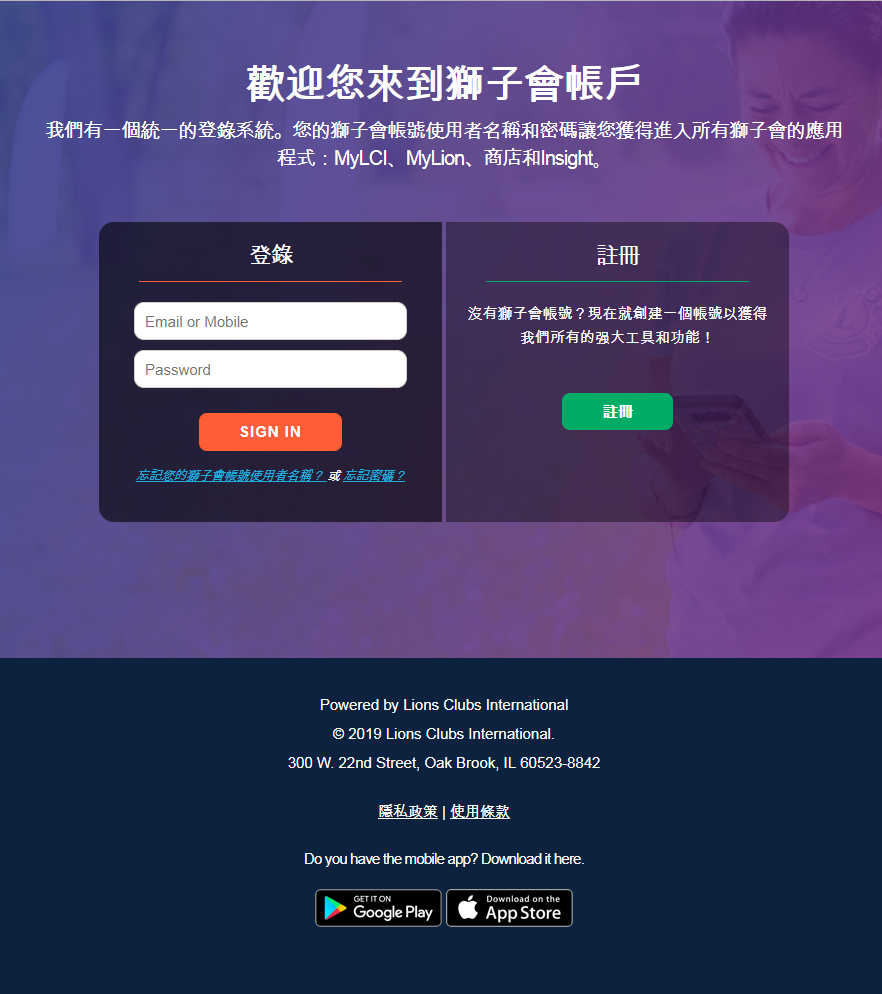 歡迎您來到獅子會帳戶
我們有一個統一的登錄系統。您的獅子會帳號使用者名稱和密碼讓您獲得進入所有獅子會的應用
程式：MyLCI、MyLion、商店和Insight。
登錄
Email or Mobile
Password
SIGN IN
忘記您的獅子會帳號使用者名稱？ 或 忘記密碼？
註冊
沒有獅子會帳號？現在就創建一個帳號以獲得
我們所有的强大工具和功能！
註冊
Powered by Lions Clubs International
© 2019 Lions Clubs International.
300 W. 22nd Street, Oak Brook, IL 60523-8842
隱私政策 | 使用條款
Do you have the mobile app? Download it here.
GET IT ON
Google Play
Download on the
App Store